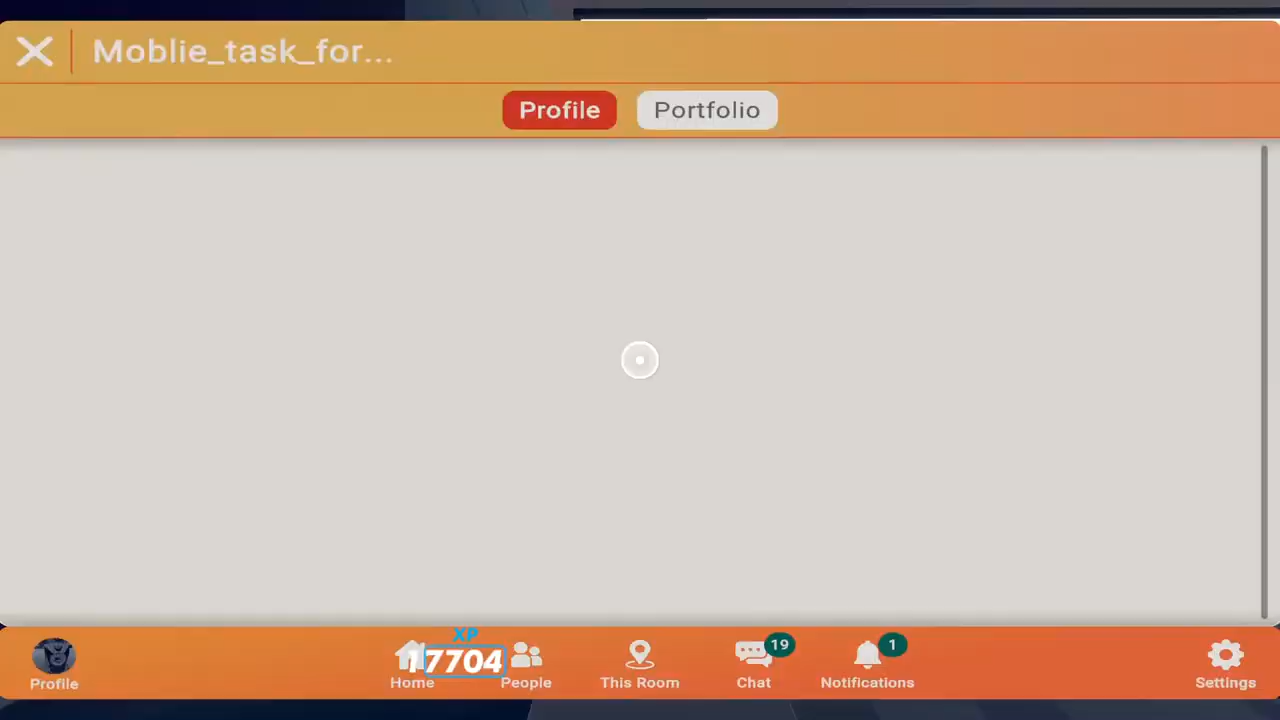 Moblie_task_for...
Profile
Portfolio
XP
17704
Profile
Home
People
This Room
19
Chat
1
Notifications
Settings